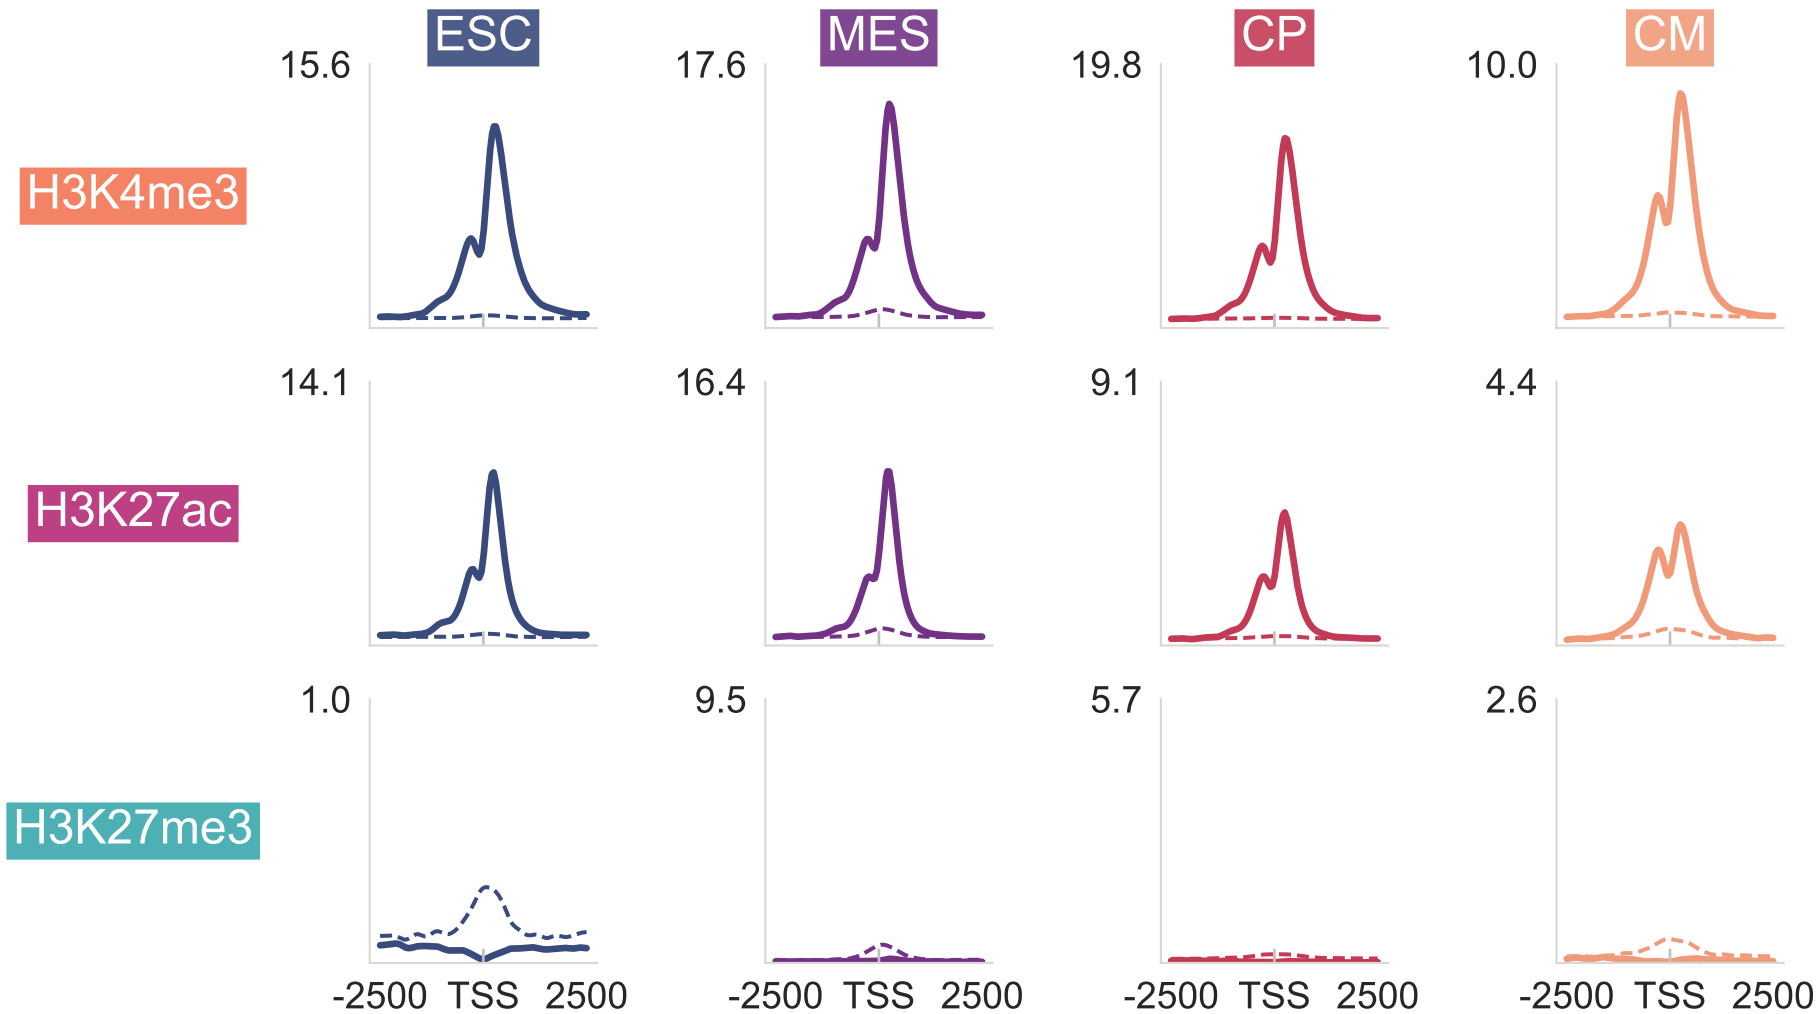 ESC MES CP CM
15.6 17.6 19.8 10.0
H3K4me3
14.1 16.4 9.1 4.4
H3K27ac
1.0 9.5 5.7 2.6
H3K27me3
-2500 TSS 2500 -2500 TSS 2500 -2500 TSS 2500 -2500 TSS 2500